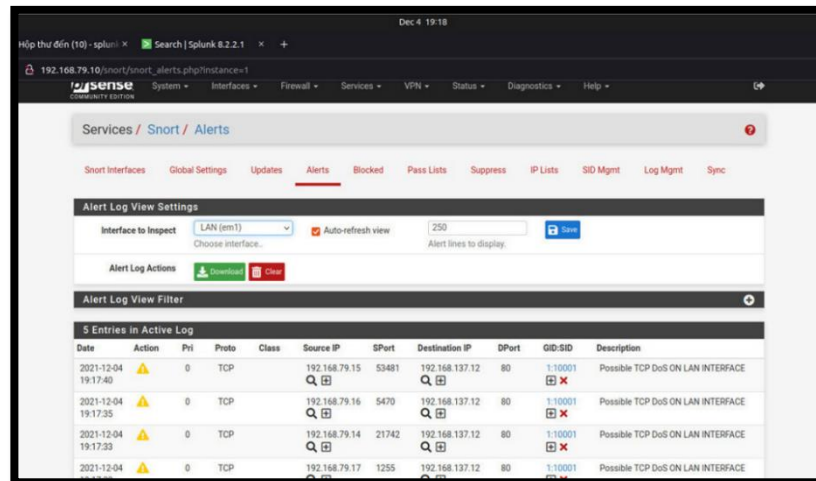 Dec 4 19:18
Hộp thư đến (10) - splun × Search | Splunk 8.2.2.1 × +
192.168.79.10/snort/snort_alerts.php?instance=1
pfsense System Interfaces Firewall Services VPN Status Diagnostics Help
COMMUNITY EDITION
Services / Snort / Alerts
Snort Interfaces Global Settings Updates Alerts Blocked Pass Lists Suppress IP Lists SID Mgmt Log Mgmt Sync
Alert Log View Settings
Interface to Inspect LAN (em1) Auto-refresh view 250 Save
Choose interface.. Alert lines to display.
Alert Log Actions Download Clear
Alert Log View Filter
5 Entries in Active Log
Date Action Pri Proto Class Source IP SPort Destination IP DPort GID:SID Description
2021-12-04 0 TCP 192.168.79.15 53481 192.168.137.12 80 1:10001 Possible TCP DoS ON LAN INTERFACE
19:17:40
2021-12-04 0 TCP 192.168.79.16 5470 192.168.137.12 80 1:10001 Possible TCP DoS ON LAN INTERFACE
19:17:35
2021-12-04 0 TCP 192.168.79.14 21742 192.168.137.12 80 1:10001 Possible TCP DoS ON LAN INTERFACE
19:17:33
2021-12-04 0 TCP 192.168.79.17 1255 192.168.137.12 80 1:10001 Possible TCP DoS ON LAN INTERFACE